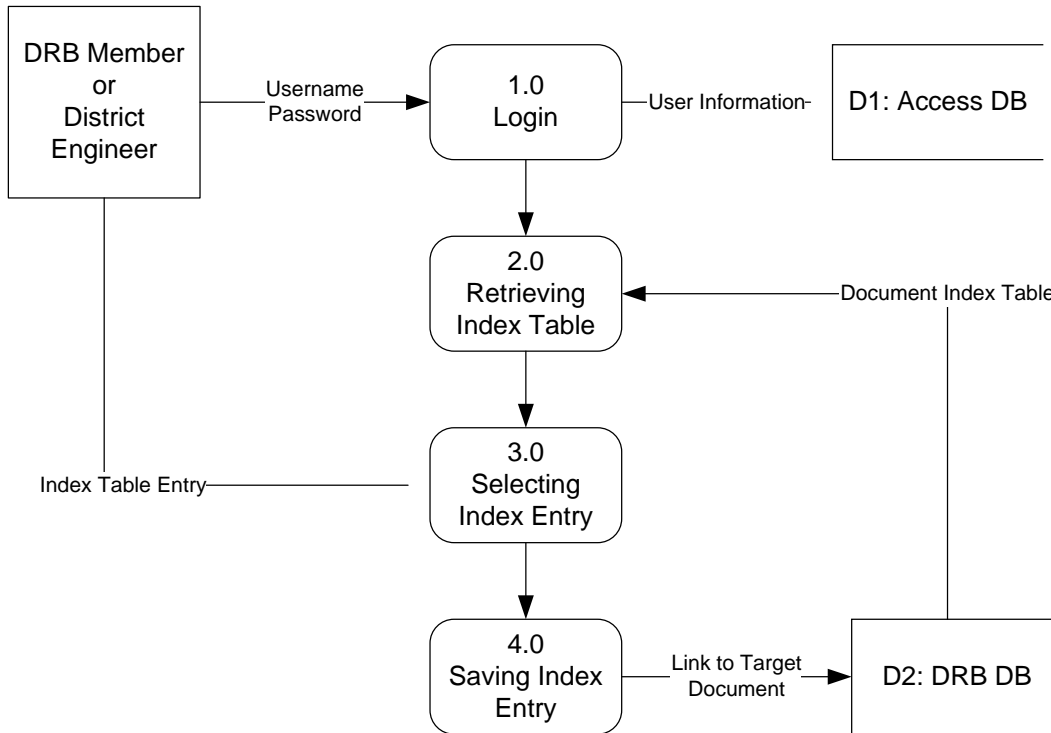 DRB Member
or
District
Engineer
Username
Password
1.0
Login
User Information
D1: Access DB
2.0
Retrieving
Index Table
Document Index Table
3.0
Selecting
Index Entry
Index Table Entry
4.0
Saving Index
Entry
Link to Target
Document
D2: DRB DB